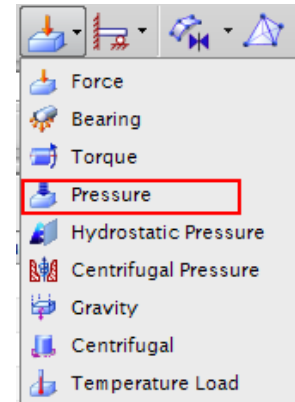 Force
Bearing
Torque
Pressure
Hydrostatic Pressure
Centrifugal Pressure
Gravity
Centrifugal
Temperature Load